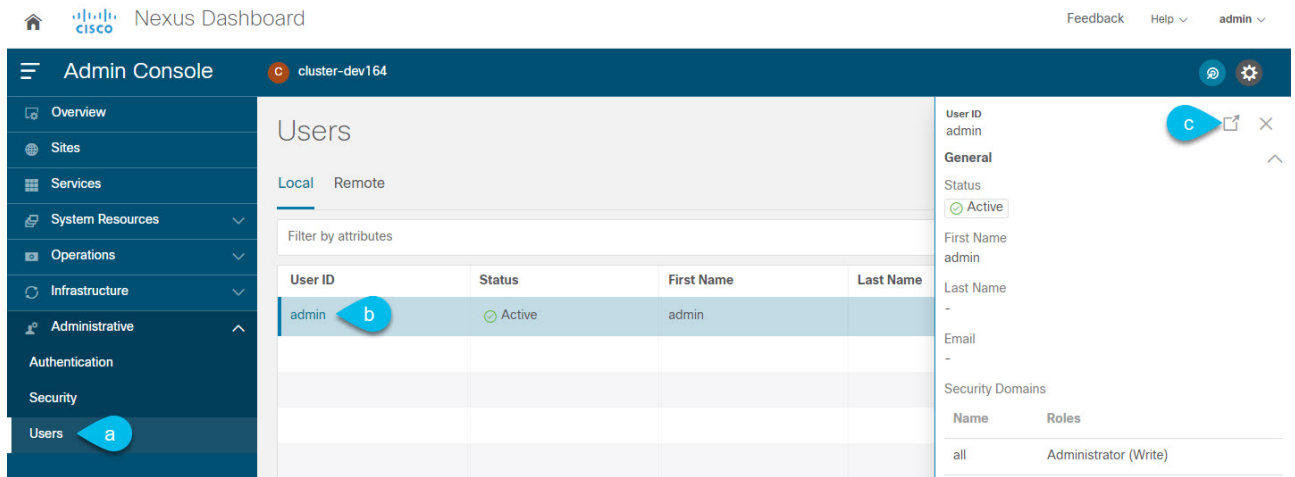 CISCO Nexus Dashboard
Feedback Help admin
Admin Console
C cluster-dev164
Overview
Sites
Services
System Resources
Operations
Infrastructure
Administrative
Authentication
Security
Users a
Users
Local Remote
Filter by attributes
User ID Status First Name Last Name
admin b Active admin
User ID
admin
c
General
Status
Active
First Name
admin
Last Name
-
Email
-
Security Domains
Name Roles
all Administrator (Write)